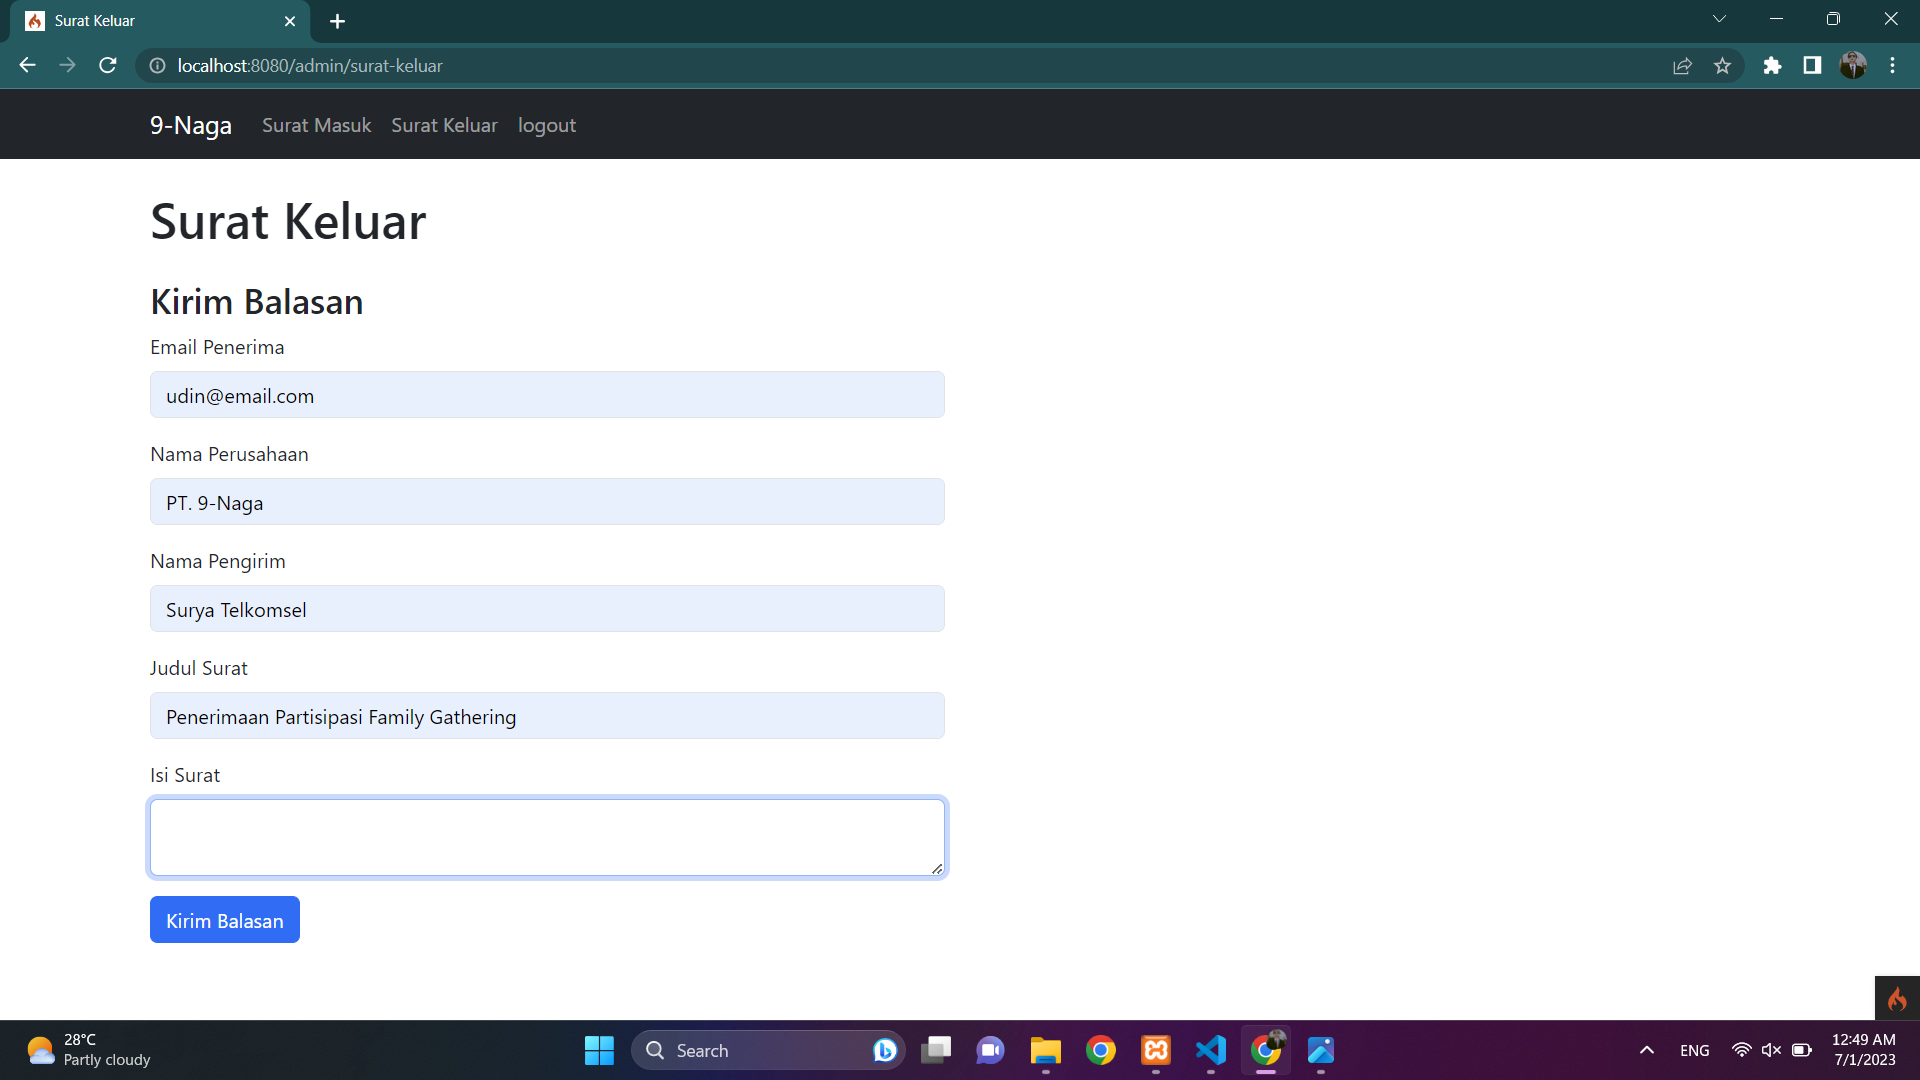 Surat Keluar
localhost:8080/admin/surat-keluar
9-Naga Surat Masuk Surat Keluar logout
Surat Keluar
Kirim Balasan
Email Penerima
udin@email.com
Nama Perusahaan
PT. 9-Naga
Nama Pengirim
Surya Telkomsel
Judul Surat
Penerimaan Partisipasi Family Gathering
Isi Surat
Kirim Balasan
28°C
Partly cloudy
Search
ENG
12:49 AM
7/1/2023